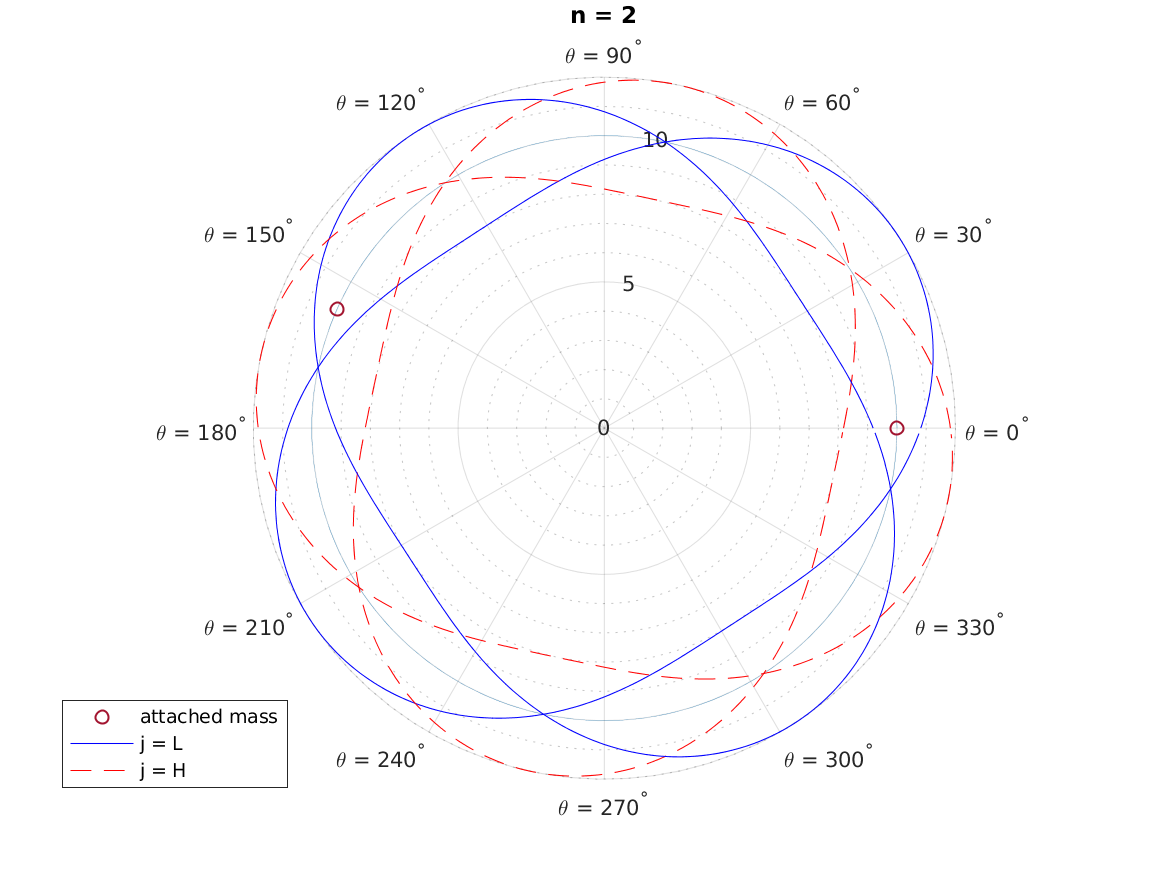 n = 2
θ = 90°
θ = 120°
θ = 60°
10
θ = 150°
θ = 30°
5
θ = 180°
0
θ = 0°
θ = 210°
θ = 330°
attached mass
j = L
j = H
θ = 240°
θ = 300°
θ = 270°